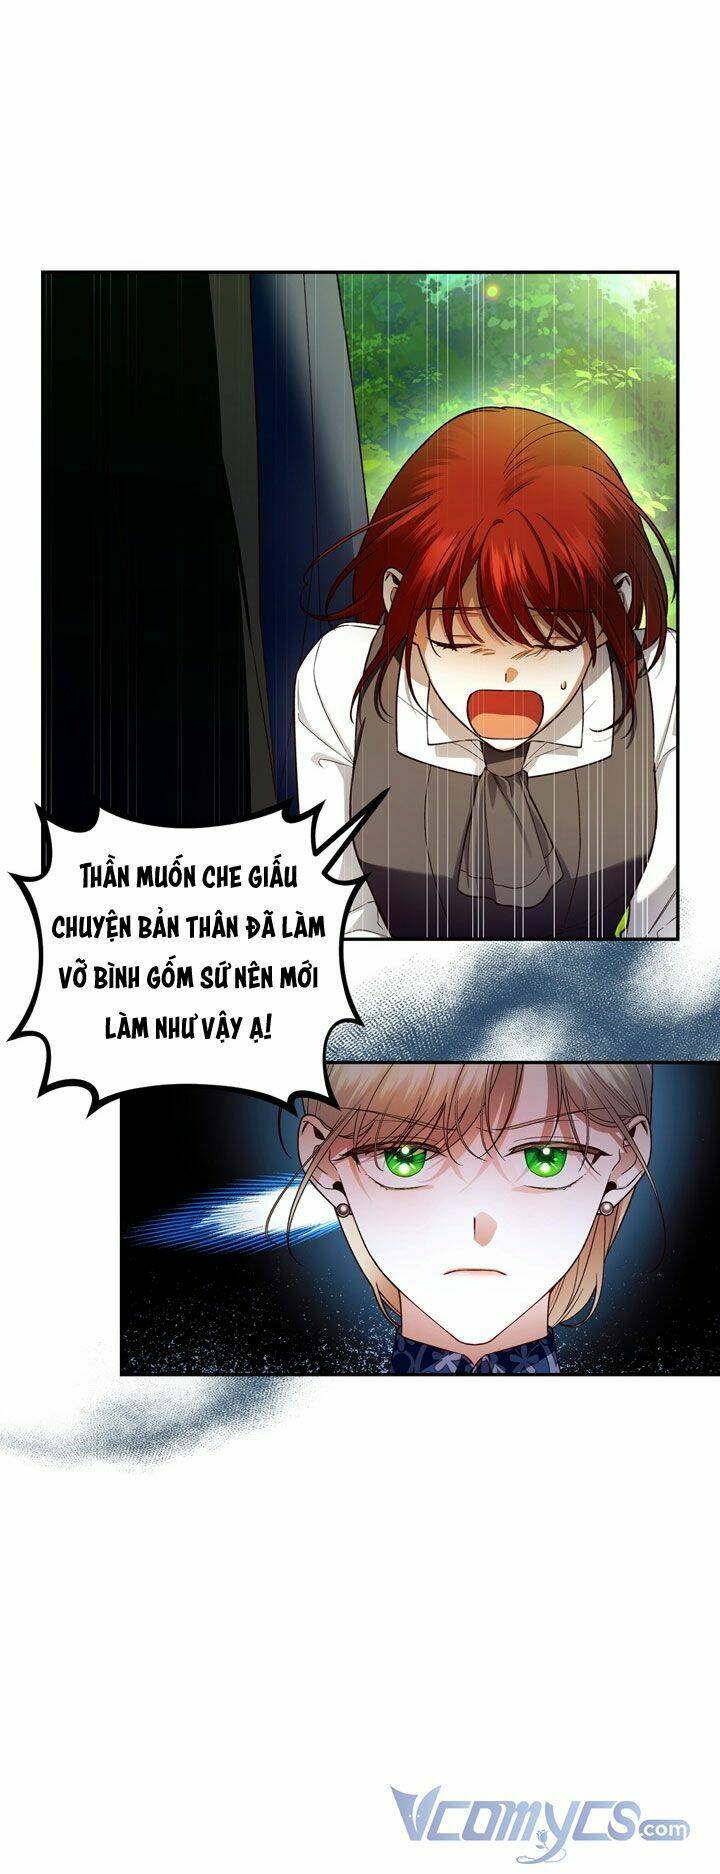 THẦN MUỐN CHE GIẤU
CHUYỆN BẢN THÂN ĐÃ LÀM
VỠ BÌNH GỐM SỨ NÊN MỚI
LÀM NHƯ VẬY Ạ!
VCOMYCS.com